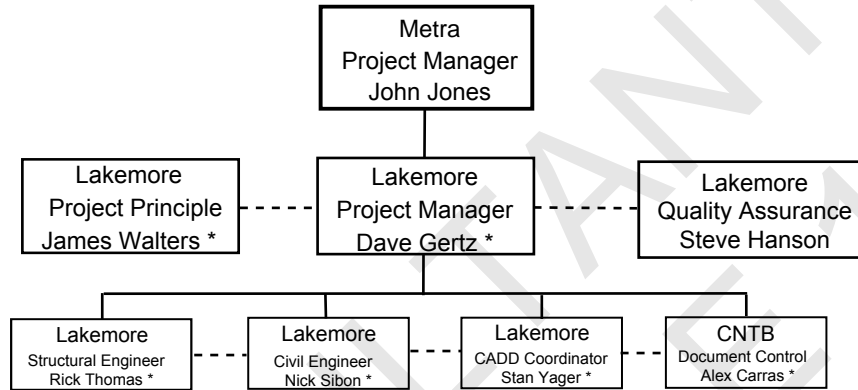 Metra
Project Manager
John Jones
Lakemore
Project Principle
James Walters *
Lakemore
Project Manager
Dave Gertz *
Lakemore
Quality Assurance
Steve Hanson
Lakemore
Structural Engineer
Rick Thomas *
Lakemore
Civil Engineer
Nick Sibon *
Lakemore
CADD Coordinator
Stan Yager *
CNTB
Document Control
Alex Carras *